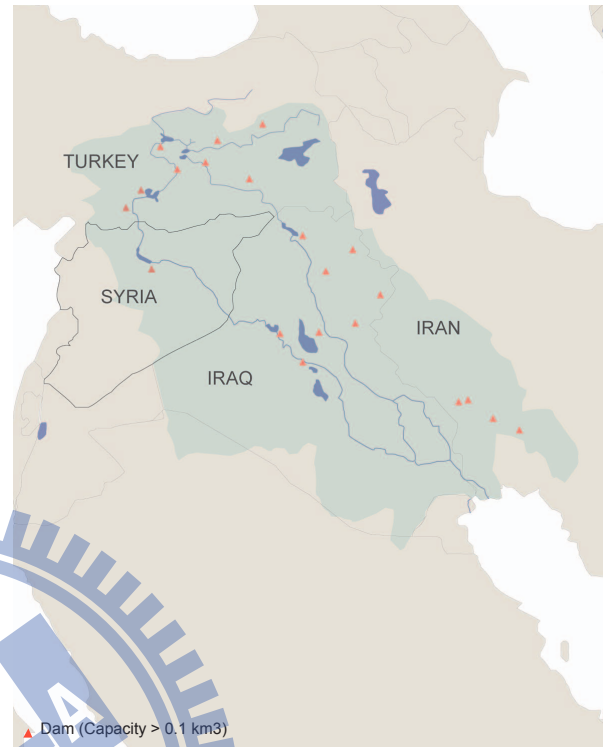 TURKEY
SYRIA
IRAN
IRAQ
A
Dam (Capacity > 0.1 km3)